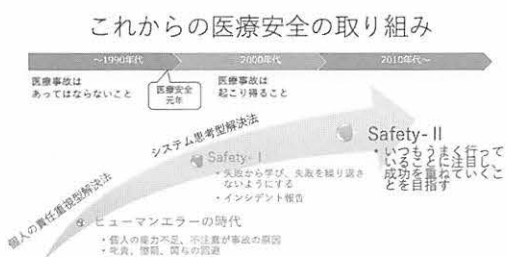 これからの医療安全の取り組み
～1990年代
2000年代
2010年代～
医療事故は
あってはならないこと
医療安全
元年
医療事故は
起こり得ること
システム思考型解決法
Safety-Ⅰ
・失敗から学び、失敗を繰り返さ
ないようにする
・インシデント報告
Safety-Ⅱ
・いつもうまく行って
いることに注目し、
成功を重ねていくこ
とを目指す
個人の責任重視型解決法
ヒューマンエラーの時代
・個人の能力不足、不注意が事故の原因
・叱責、懲罰、関与の回避